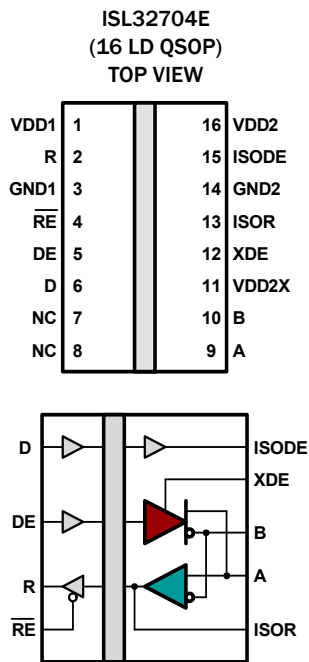 ISL32704E
(16 LD QSOP)
TOP VIEW
VDD1 1 16 VDD2
R 2 15 ISODE
GND1 3 14 GND2
RE 4 13 ISOR
DE 5 12 XDE
D 6 11 VDD2X
NC 7 10 B
NC 8 9 A
D ISODE
XDE
DE B
A
R
RE ISOR